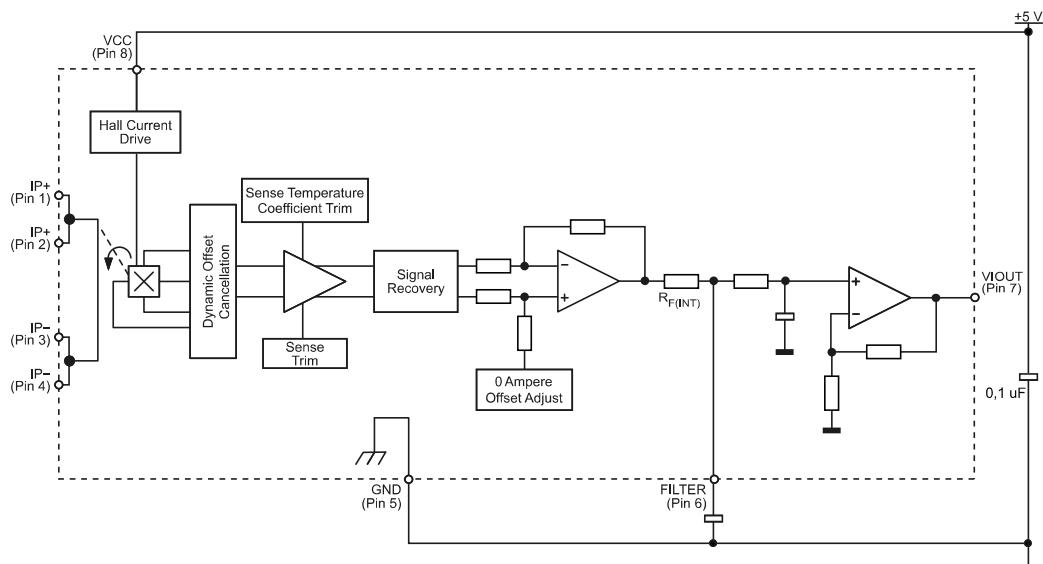 +5 V
VCC
(Pin 8)
Hall Current
Drive
IP+
(Pin 1)
IP+
(Pin 2)
IP−
(Pin 3)
IP−
(Pin 4)
Dynamic Offset
Cancellation
Sense Temperature
Coefficient Trim
Sense
Trim
Signal
Recovery
0 Ampere
Offset Adjust
−
+
RF(INT)
+
−
VIOUT
(Pin 7)
0,1 uF
GND
(Pin 5)
FILTER
(Pin 6)